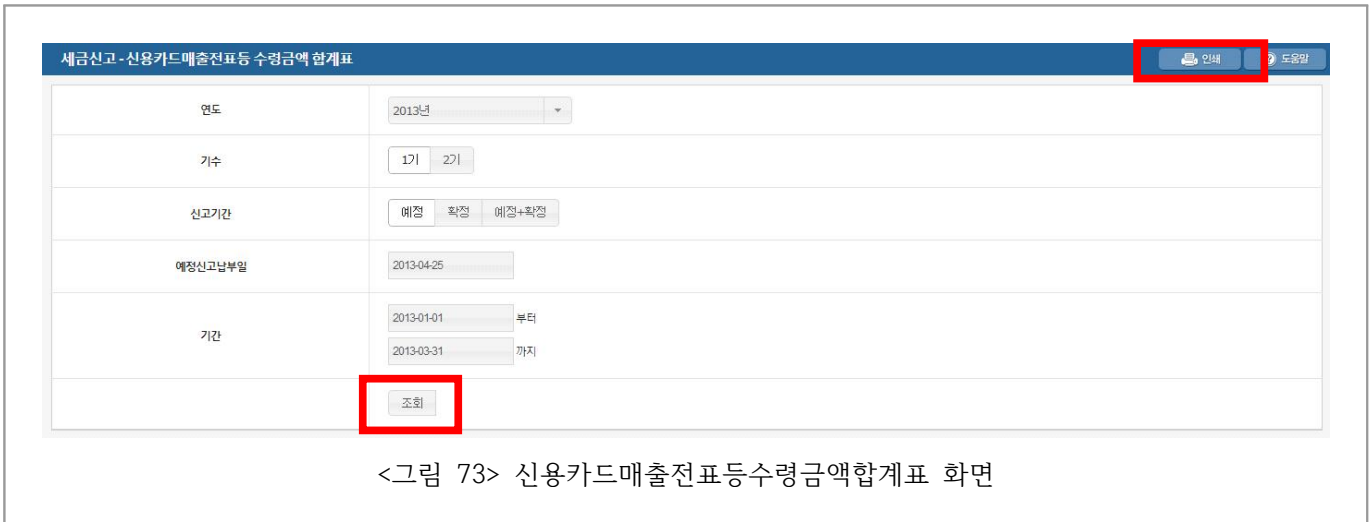 세금신고 - 신용카드매출전표등 수령금액 합계표 인쇄 도움말
연도 2013년
기수 1기 2기
신고기간 예정 확정 예정+확정
예정신고납부일 2013-04-25
기간
2013-01-01 부터
2013-03-31 까지
조회
<그림 73> 신용카드매출전표등수령금액합계표 화면